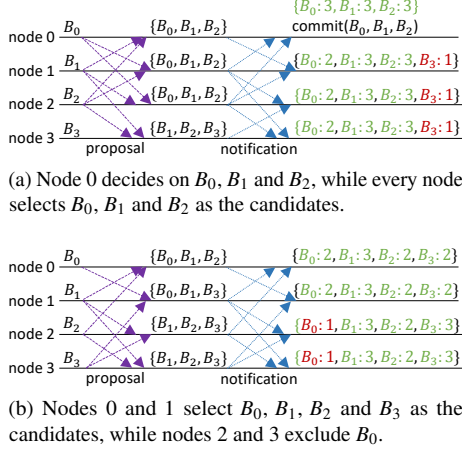 {B₀: 3, B₁: 3, B₂: 3}
node 0 B₀ {B₀, B₁, B₂} commit(B₀, B₁, B₂)
node 1 B₁ {B₀, B₁, B₂} {B₀: 2, B₁: 3, B₂: 3, B₃: 1}
node 2 B₂ {B₀, B₁, B₂} {B₀: 2, B₁: 3, B₂: 3, B₃: 1}
node 3 B₃ {B₁, B₂, B₃} {B₀: 2, B₁: 3, B₂: 3, B₃: 1}
proposal notification
(a) Node 0 decides on B₀, B₁ and B₂, while every node
selects B₀, B₁ and B₂ as the candidates.
node 0 B₀ {B₀, B₁, B₂} {B₀: 2, B₁: 3, B₂: 2, B₃: 2}
node 1 B₁ {B₀, B₁, B₃} {B₀: 2, B₁: 3, B₂: 2, B₃: 2}
node 2 B₂ {B₁, B₂, B₃} {B₀: 1, B₁: 3, B₂: 2, B₃: 3}
node 3 B₃ {B₁, B₂, B₃} {B₀: 1, B₁: 3, B₂: 2, B₃: 3}
proposal notification
(b) Nodes 0 and 1 select B₀, B₁, B₂ and B₃ as the
candidates, while nodes 2 and 3 exclude B₀.